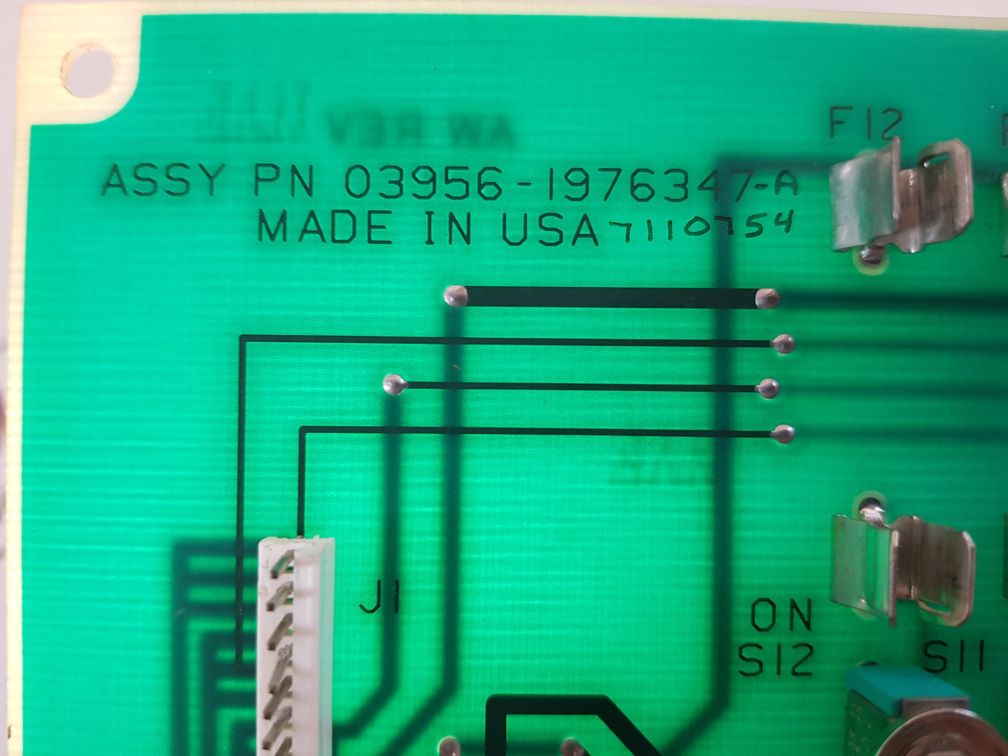 F12
ASSY PN 03956-1976347-A
MADE IN USA 7110754
J1
ON
S12
S11